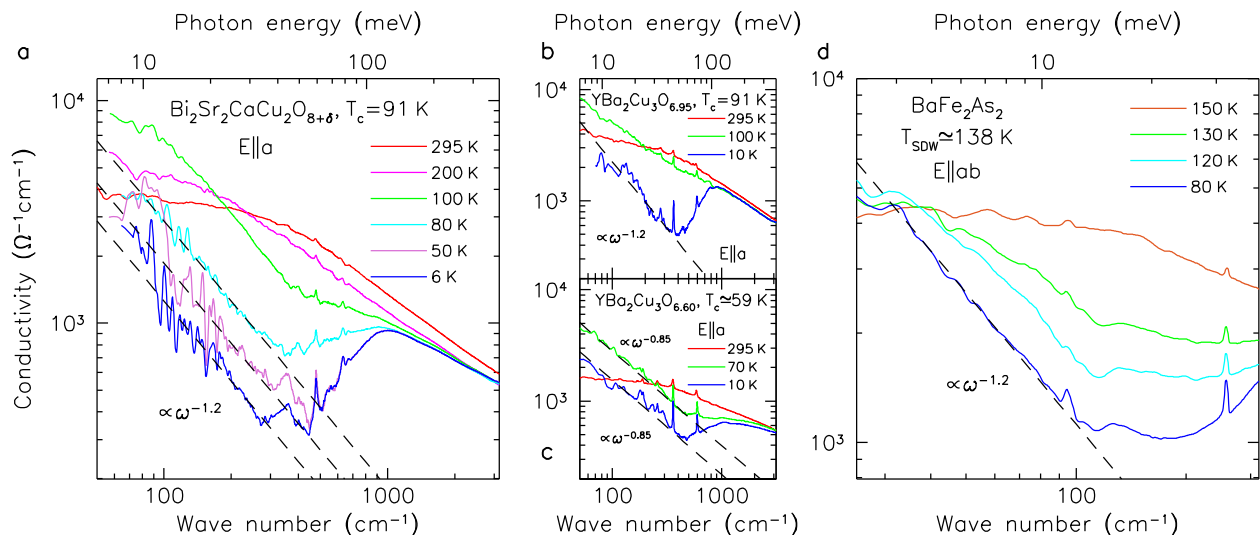 Photon energy (meV)
a
10 100
10⁴
10³
Conductivity (Ω⁻¹cm⁻¹)
Bi₂Sr₂CaCu₂O₈₊δ, T_c=91 K
E∥a
295 K
200 K
100 K
80 K
50 K
6 K
∝ω⁻¹·²
100 1000
Wave number (cm⁻¹)
Photon energy (meV)
b
10 100
10⁴
10³
YBa₂Cu₃O₆.₉₅, T_c=91 K
295 K
100 K
10 K
∝ω⁻¹·²
E∥a
c
10⁴
10³
YBa₂Cu₃O₆.₆₀, T_c≃59 K
E∥a
∝ω⁻⁰·⁸⁵
295 K
70 K
10 K
∝ω⁻⁰·⁸⁵
100 1000
Wave number (cm⁻¹)
Photon energy (meV)
d
10
10⁴
10³
BaFe₂As₂
T_SDW≃138 K
E∥ab
150 K
130 K
120 K
80 K
∝ω⁻¹·²
100
Wave number (cm⁻¹)